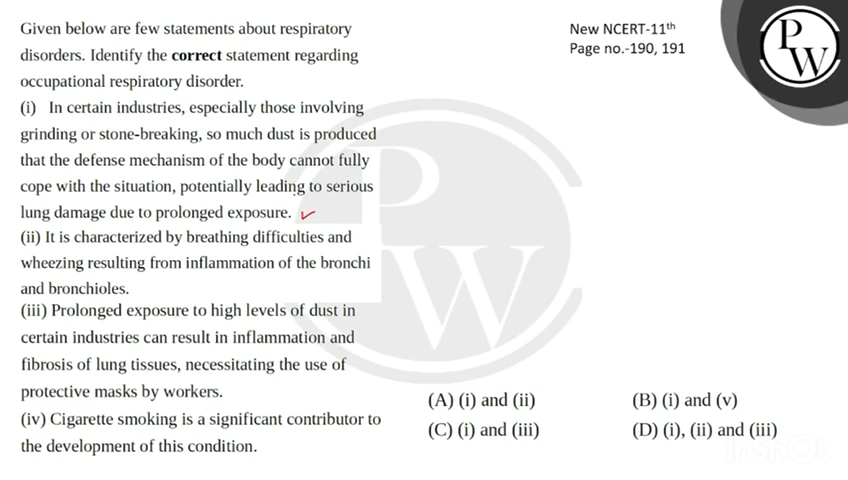 Given below are few statements about respiratory
disorders. Identify the correct statement regarding
occupational respiratory disorder.
(i) In certain industries, especially those involving
grinding or stone-breaking, so much dust is produced
that the defense mechanism of the body cannot fully
cope with the situation, potentially leading to serious
lung damage due to prolonged exposure.
(ii) It is characterized by breathing difficulties and
wheezing resulting from inflammation of the bronchi
and bronchioles.
(iii) Prolonged exposure to high levels of dust in
certain industries can result in inflammation and
fibrosis of lung tissues, necessitating the use of
protective masks by workers.
(iv) Cigarette smoking is a significant contributor to
the development of this condition.
New NCERT-11th
Page no.-190, 191
P
W
P
W
(A) (i) and (ii)
(B) (i) and (v)
(C) (i) and (iii)
(D) (i), (ii) and (iii)
InShOt